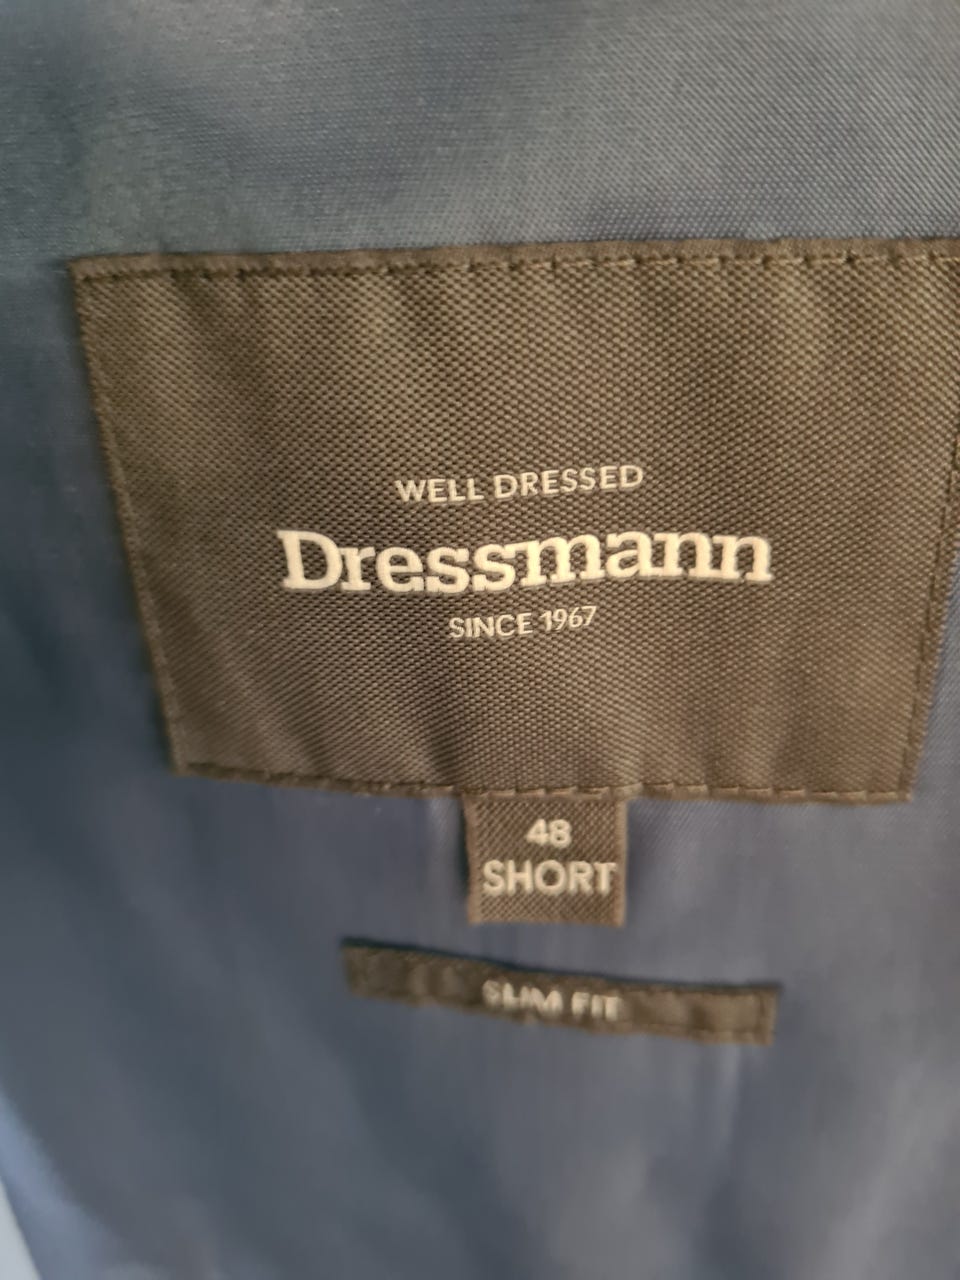 WELL DRESSED
Dressmann
SINCE 1967
48
SHORT
SLIM FIT